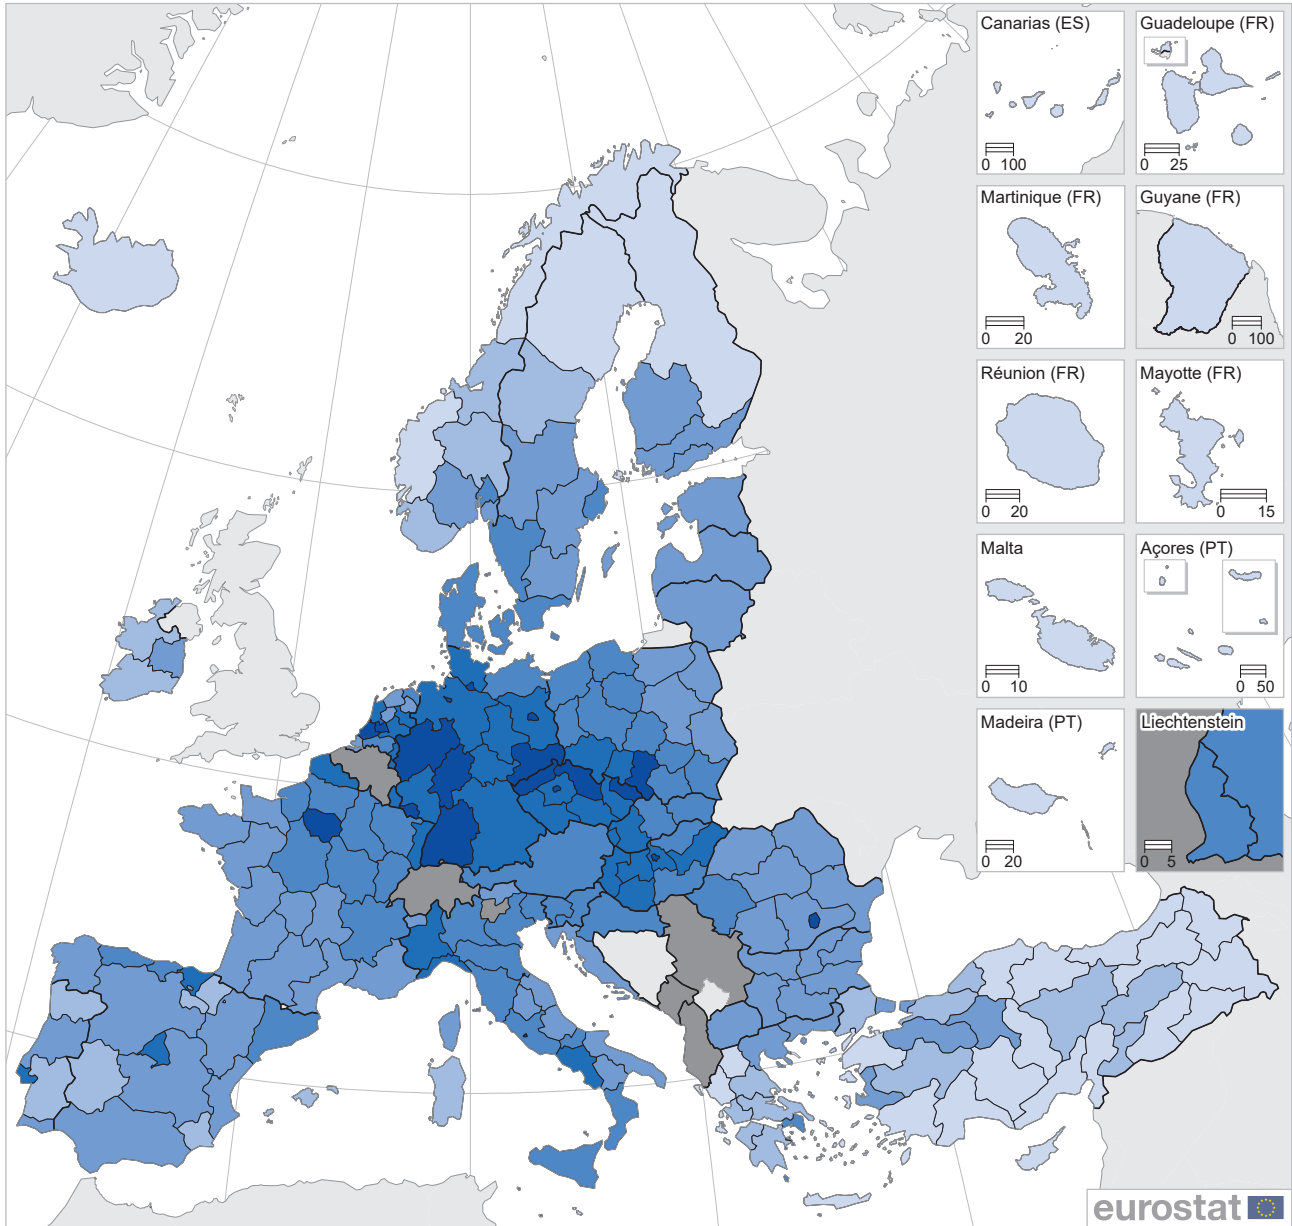 Canarias (ES)
0 100
Guadeloupe (FR)
0 25
Martinique (FR)
0 20
Guyane (FR)
0 100
Réunion (FR)
0 20
Mayotte (FR)
0 15
Malta
0 10
Açores (PT)
0 50
Madeira (PT)
0 20
Liechtenstein
0 5
eurostat